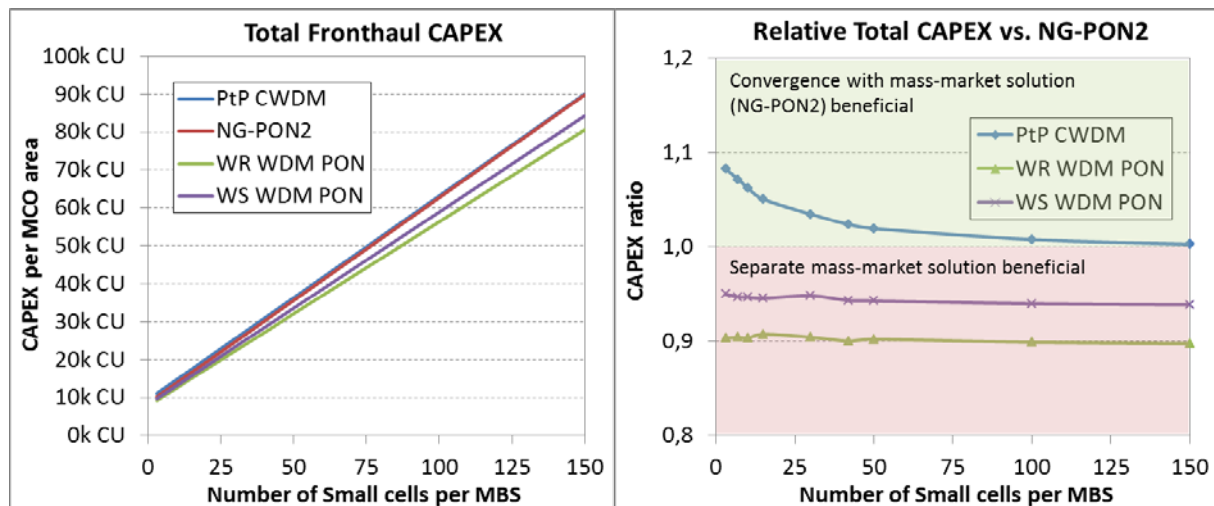 Total Fronthaul CAPEX
100k CU
90k CU
80k CU
70k CU
60k CU
50k CU
40k CU
30k CU
20k CU
10k CU
0k CU
CAPEX per MCO area
PtP CWDM
NG-PON2
WR WDM PON
WS WDM PON
0 25 50 75 100 125 150
Number of Small cells per MBS
Relative Total CAPEX vs. NG-PON2
1,2
1,1
1,0
0,9
0,8
CAPEX ratio
Convergence with mass-market solution
(NG-PON2) beneficial
PtP CWDM
WR WDM PON
WS WDM PON
Separate mass-market solution beneficial
0 25 50 75 100 125 150
Number of Small cells per MBS